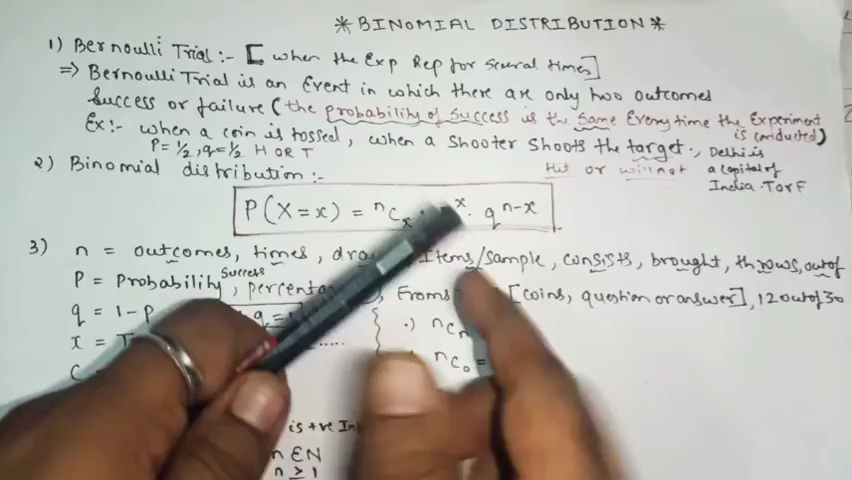 *BINOMIAL DISTRIBUTION*
1) Bernoulli Trial :- [when the Exp Rep for several times]
=> Bernoulli Trial is an Event in which there are only two outcomes
Success or failure (the probability of Success is the Same Every time the Experiment is conducted)
Ex:- when a coin is tossed, when a Shooter Shoots the target., Delhi is a capital of India. T or F
P=1/2, q=1/2 H OR T
Hit or will not
2) Binomial distribution :-
P(X=x) = nCx . x . q^n-x
3) n = outcomes, times, Items/sample, consists, brought, throws, out of
P = Probability Success, percentage, From [coins, question or answer], 12 out of 30
q = 1-P
x =
.) nCn
nC0 =
is +ve
n ∈ N
n ≥ 1